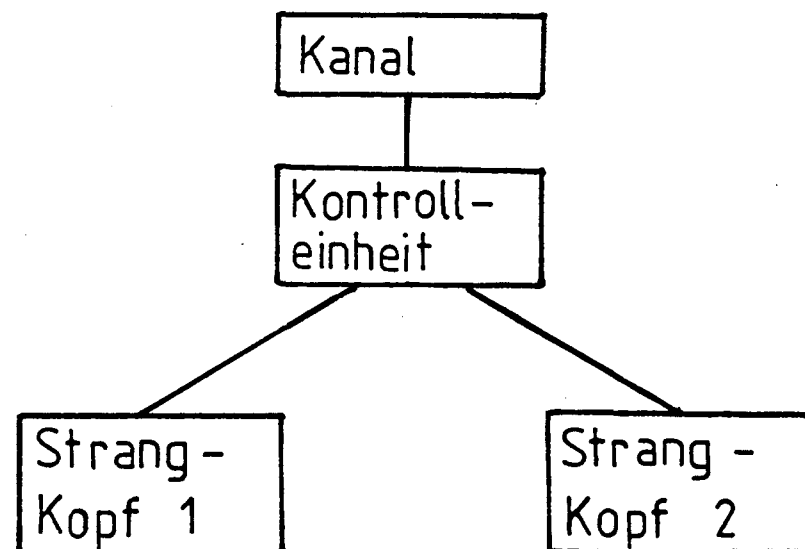 Kanal
Kontroll-
einheit
Strang-
Kopf 1
Strang-
Kopf 2